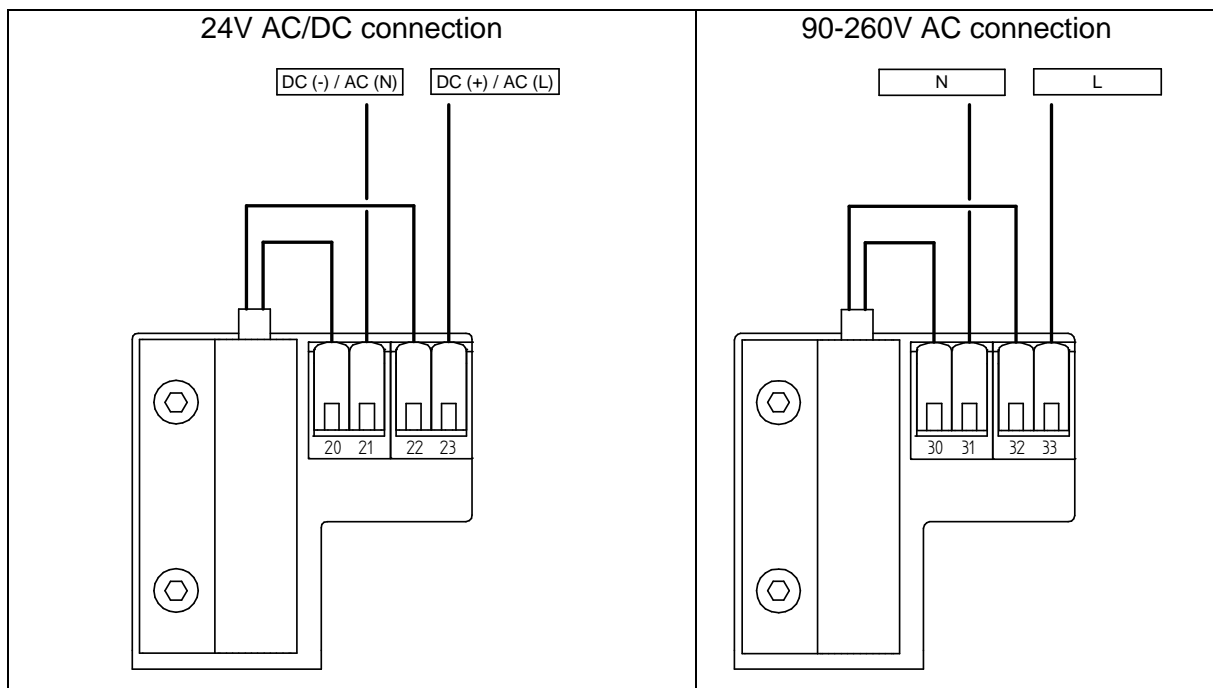 24V AC/DC connection
DC (-) / AC (N) DC (+) / AC (L)
20 21 22 23
90-260V AC connection
N L
30 31 32 33